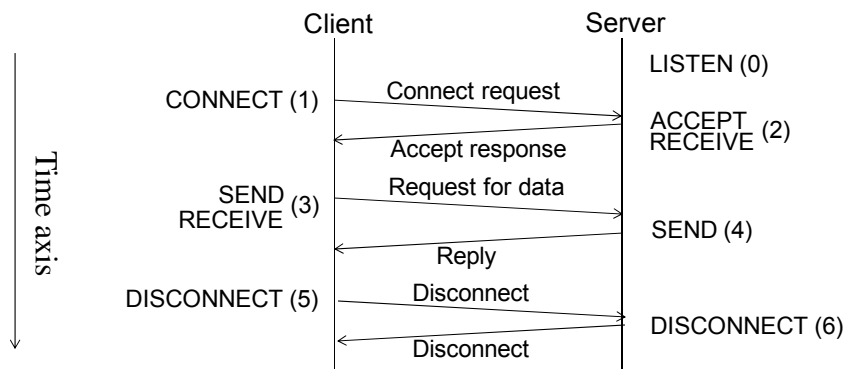 Client
Server
LISTEN (0)
CONNECT (1)
Connect request
ACCEPT
RECEIVE (2)
Accept response
SEND
RECEIVE (3)
Request for data
SEND (4)
Reply
DISCONNECT (5)
Disconnect
DISCONNECT (6)
Disconnect
Time axis